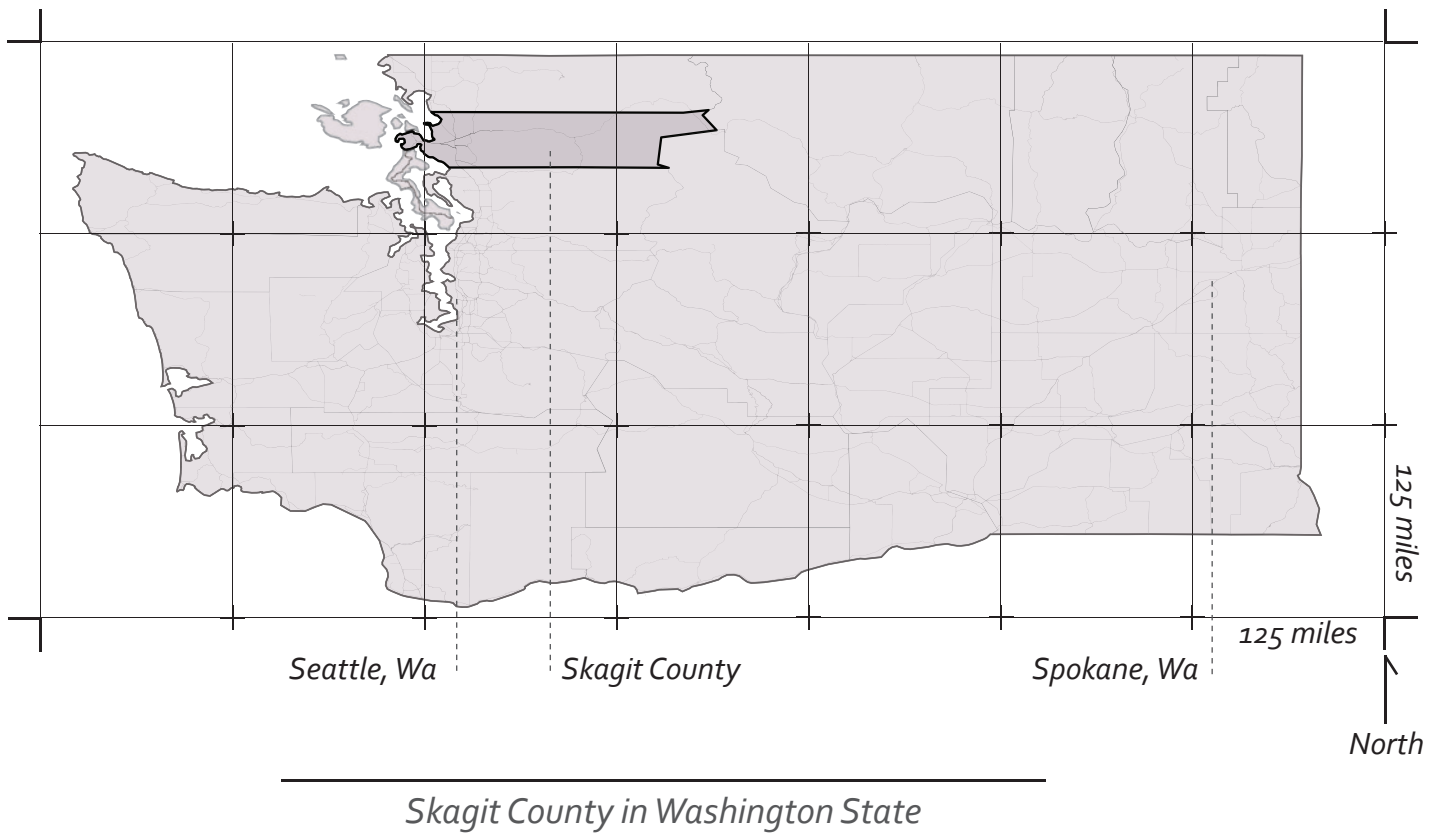 125 miles
125 miles
Seattle, Wa
Skagit County
Spokane, Wa
North
Skagit County in Washington State